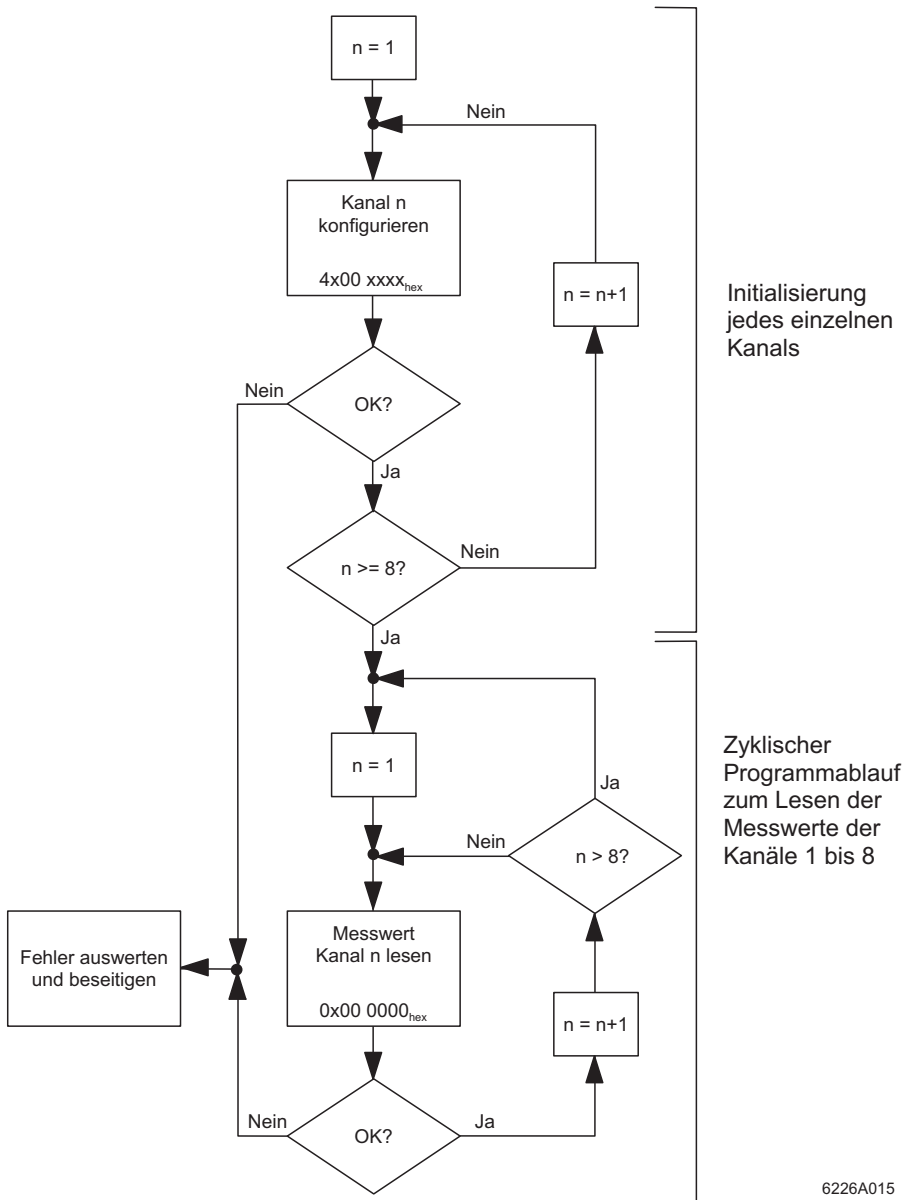 n = 1
Nein
Kanal n
konfigurieren
4x00 xxxxhex
n = n+1
Initialisierung
jedes einzelnen
Kanals
Nein
OK?
Ja
n >= 8?
Nein
Ja
n = 1
Zyklischer
Programmablauf
zum Lesen der
Messwerte der
Kanäle 1 bis 8
Ja
Nein
n > 8?
Messwert
Kanal n lesen
0x00 0000hex
Fehler auswerten
und beseitigen
n = n+1
Nein
OK?
Ja
6226A015